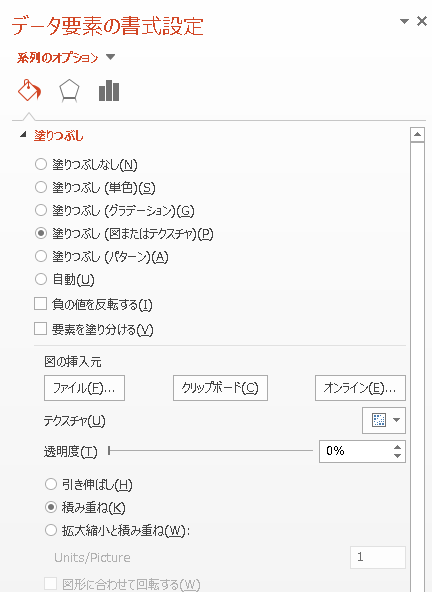 データ要素の書式設定
系列のオプション
塗りつぶし
塗りつぶしなし(N)
塗りつぶし (単色)(S)
塗りつぶし (グラデーション)(G)
塗りつぶし (図またはテクスチャ)(P)
塗りつぶし (パターン)(A)
自動(U)
負の値を反転する(I)
要素を塗り分ける(V)
図の挿入元
ファイル(F)... クリップボード(C) オンライン(E)...
テクスチャ(U)
透明度(T) 0%
引き伸ばし(H)
積み重ね(K)
拡大縮小と積み重ね(W):
Units/Picture 1
図形に合わせて回転する(W)